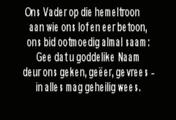 Ons Vader op die hemeltroon
aan wie ons lof en eer betoon,
ons bid ootmoedig almal saam:
Gee dat u goddelike Naam
deur ons geken, geëer, gevrees -
in alles mag geheilig wees.